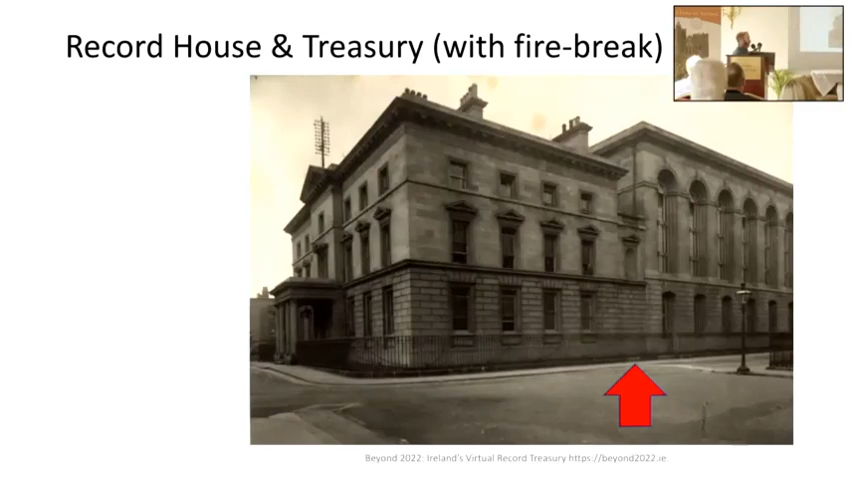 Record House & Treasury (with fire-break)
Beyond 2022: Ireland's Virtual Record Treasury https://beyond2022.ie